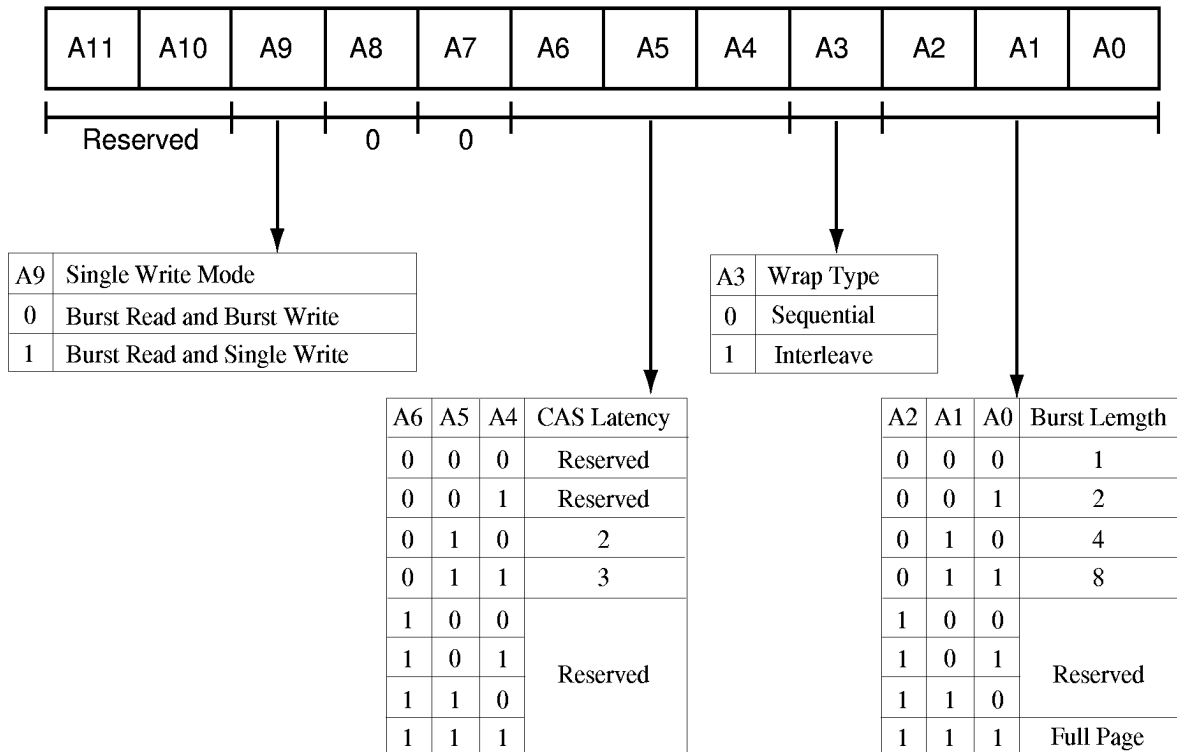 A11 A10 A9 A8 A7 A6 A5 A4 A3 A2 A1 A0
Reserved 0 0
A9 Single Write Mode
0 Burst Read and Burst Write
1 Burst Read and Single Write
A3 Wrap Type
0 Sequential
1 Interleave
A6 A5 A4 CAS Latency
0 0 0 Reserved
0 0 1 Reserved
0 1 0 2
0 1 1 3
1 0 0
1 0 1
Reserved
1 1 0
1 1 1
A2 A1 A0 Burst Lemgth
0 0 0 1
0 0 1 2
0 1 0 4
0 1 1 8
1 0 0
1 0 1
Reserved
1 1 0
1 1 1 Full Page